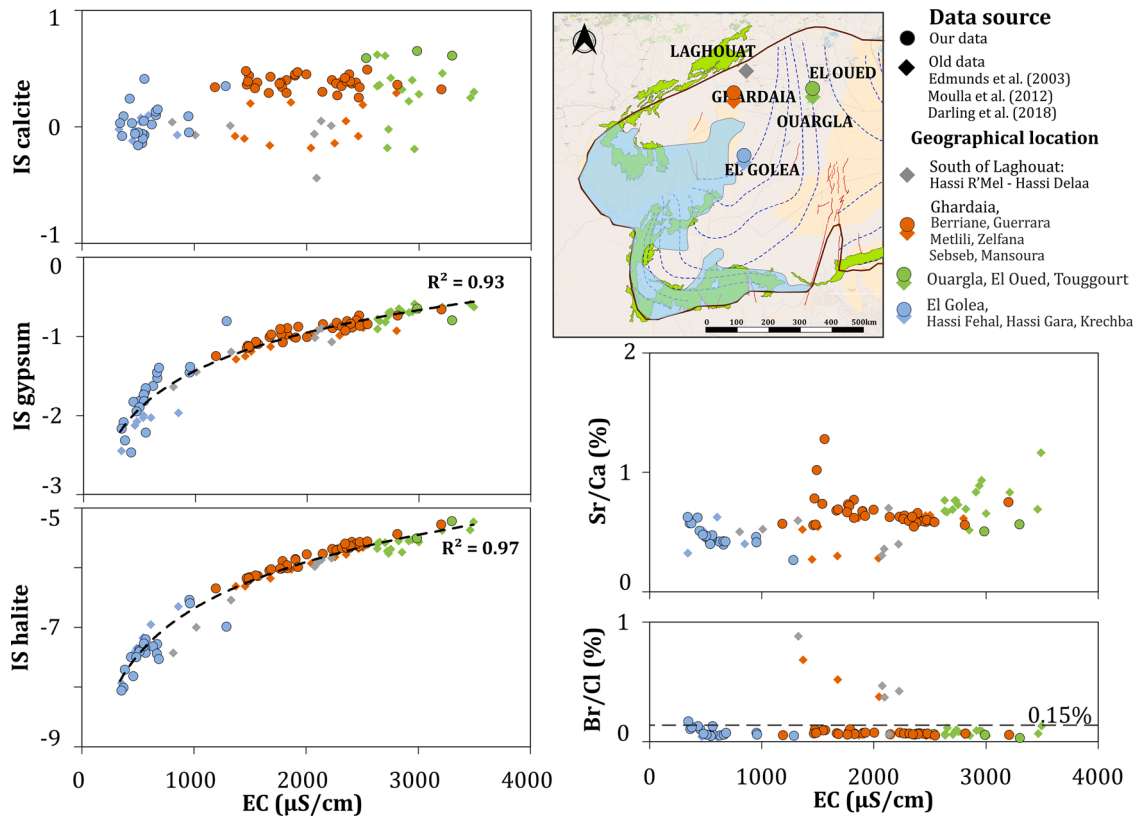 1
0
-1
IS calcite
0
-1
-2
-3
IS gypsum
R² = 0.93
-5
-7
-9
IS halite
R² = 0.97
0
1000
2000
3000
4000
EC (µS/cm)
LAGHOUAT
EL OUED
GHARDAIA
OUARGLA
EL GOLEA
0 100 200 300 400 500km
Data source
Our data
Old data
Edmunds et al. (2003)
Moulla et al. (2012)
Darling et al. (2018)
Geographical location
South of Laghouat:
Hassi R'Mel - Hassi Delaa
Ghardaia,
Berriane, Guerrara
Metlili, Zelfana
Sebseb, Mansoura
Ouargla, El Oued, Touggourt
El Golea,
Hassi Fehal, Hassi Gara, Krechba
2
1
0
Sr/Ca (%)
1
0
Br/Cl (%)
0.15%
0
1000
2000
3000
4000
EC (µS/cm)